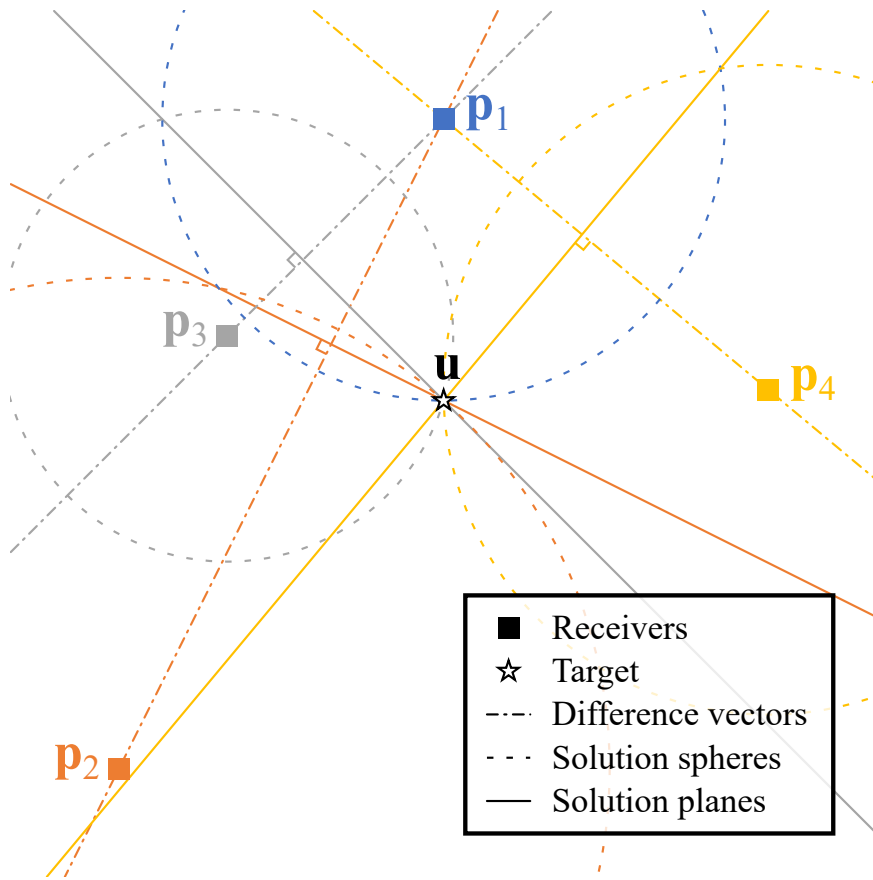 p₁
p₃
u
p₄
p₂
Receivers
Target
Difference vectors
Solution spheres
Solution planes